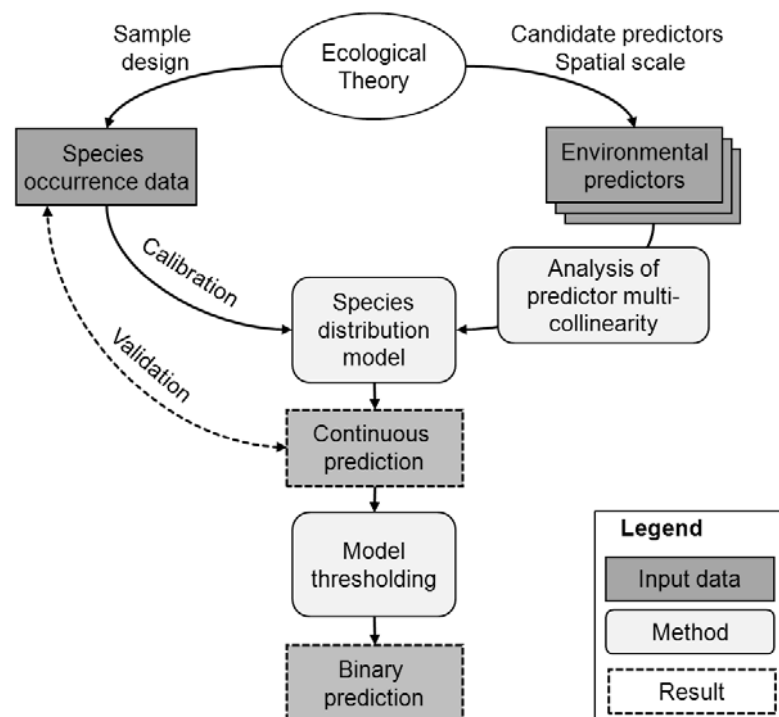 Sample
design
Ecological
Theory
Candidate predictors
Spatial scale
Species
occurrence data
Environmental
predictors
Calibration
Analysis of
predictor multi-
collinearity
Species
distribution
model
Validation
Continuous
prediction
Model
thresholding
Binary
prediction
Legend
Input data
Method
Result